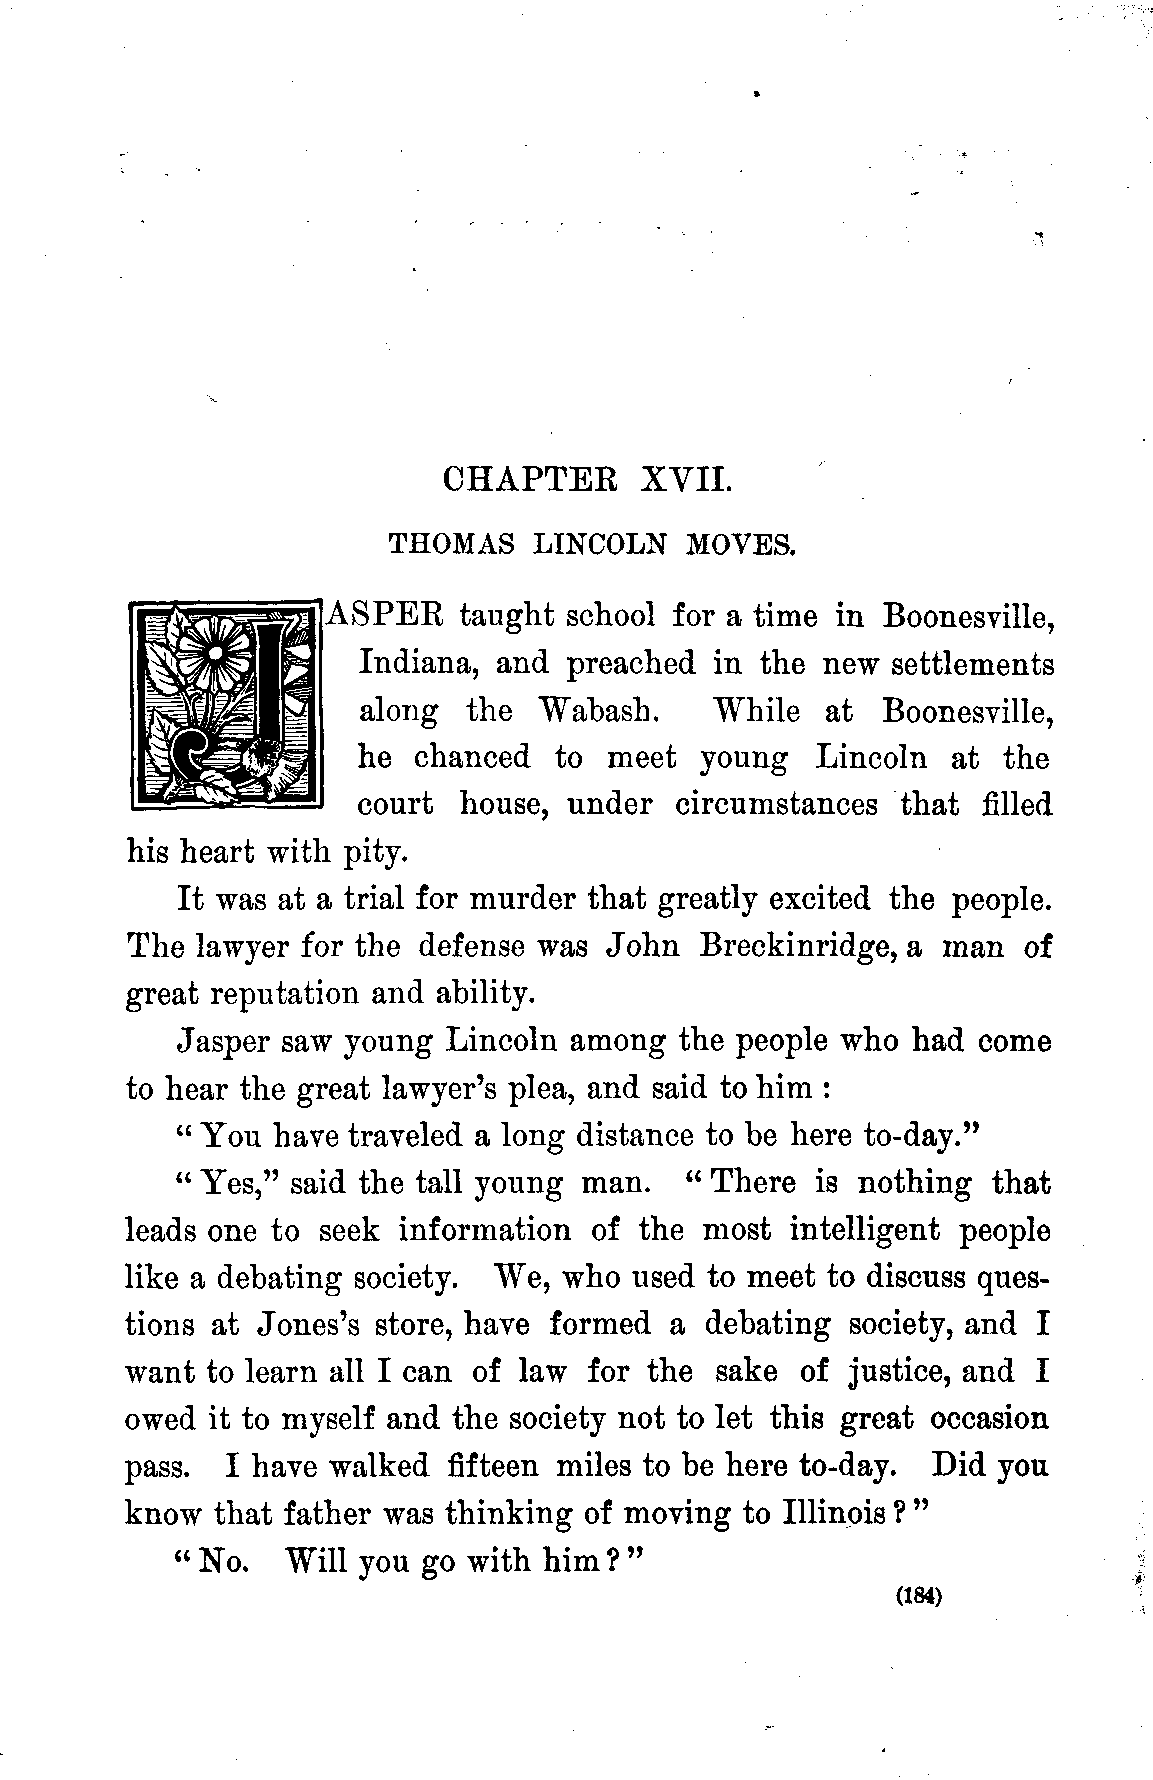 CHAPTER XVII.
THOMAS LINCOLN MOVES.
JASPER taught school for a time in Boonesville,
Indiana, and preached in the new settlements
along the Wabash. While at Boonesville,
he chanced to meet young Lincoln at the
court house, under circumstances that filled
his heart with pity.
It was at a trial for murder that greatly excited the people.
The lawyer for the defense was John Breckinridge, a man of
great reputation and ability.
Jasper saw young Lincoln among the people who had come
to hear the great lawyer's plea, and said to him :
“ You have traveled a long distance to be here to-day.”
“ Yes,” said the tall young man. “ There is nothing that
leads one to seek information of the most intelligent people
like a debating society. We, who used to meet to discuss ques-
tions at Jones's store, have formed a debating society, and I
want to learn all I can of law for the sake of justice, and I
owed it to myself and the society not to let this great occasion
pass. I have walked fifteen miles to be here to-day. Did you
know that father was thinking of moving to Illinois ? ”
“ No. Will you go with him ? ”
(184)